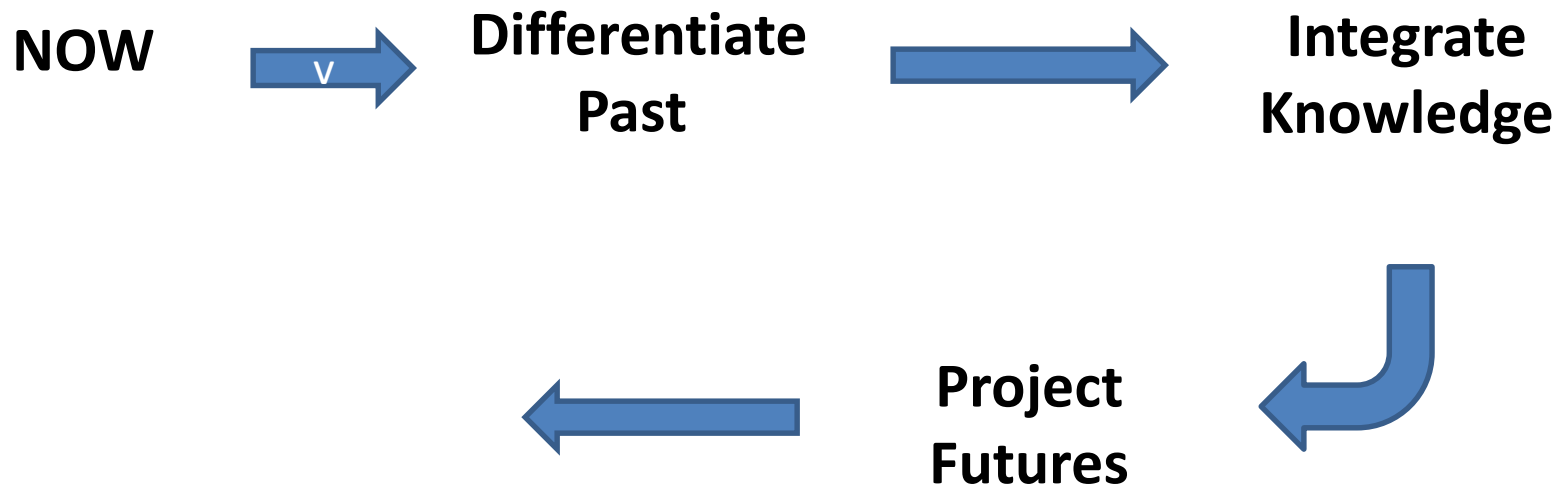 NOW
v
Differentiate
Past
Integrate
Knowledge
Project
Futures